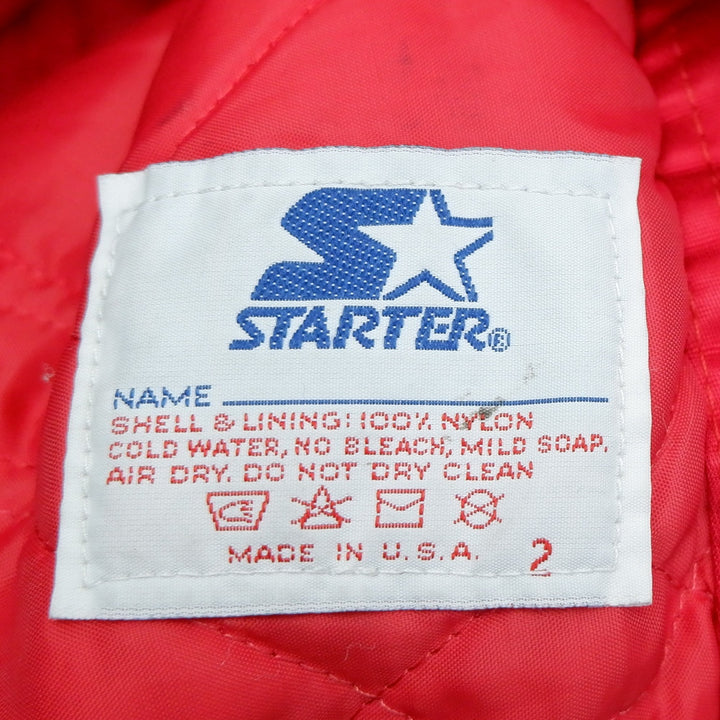 STARTER®
NAME
SHELL & LINING: 100% NYLON
COLD WATER, NO BLEACH, MILD SOAP.
AIR DRY. DO NOT DRY CLEAN
MADE IN U.S.A. 2